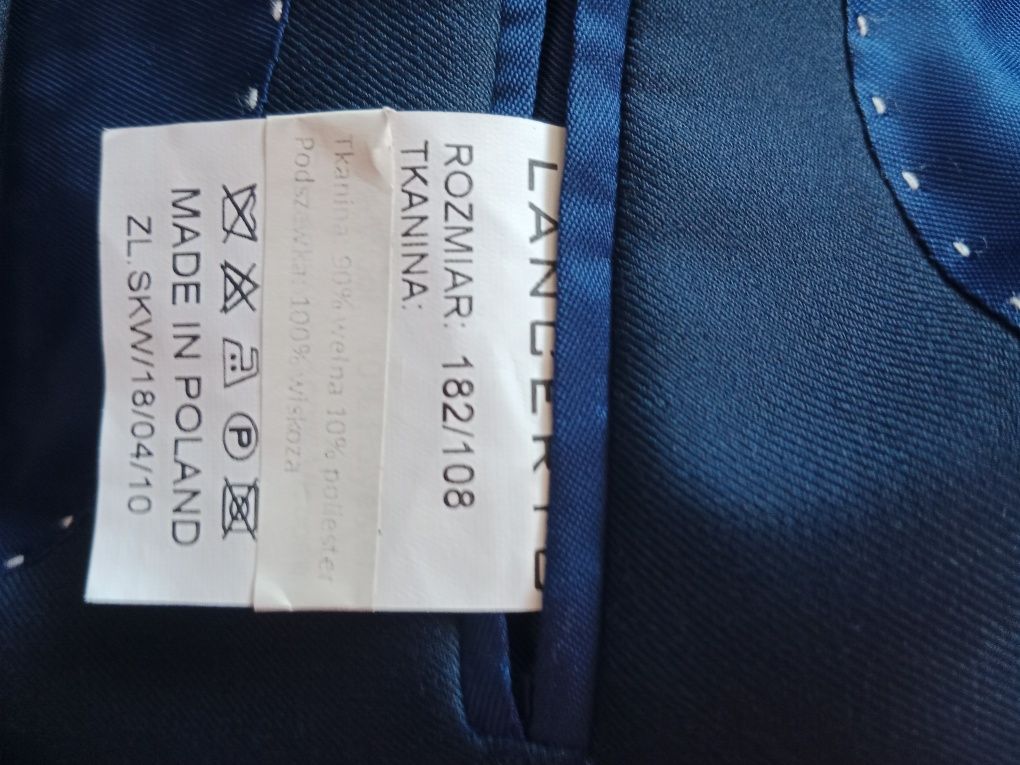 ROZMIAR: 182/108
TKANINA:
Tkanina 90% wełna 10% poliester
Podszewka: 100% wiskoza
P
MADE IN POLAND
ZL.SKW/18/04/10